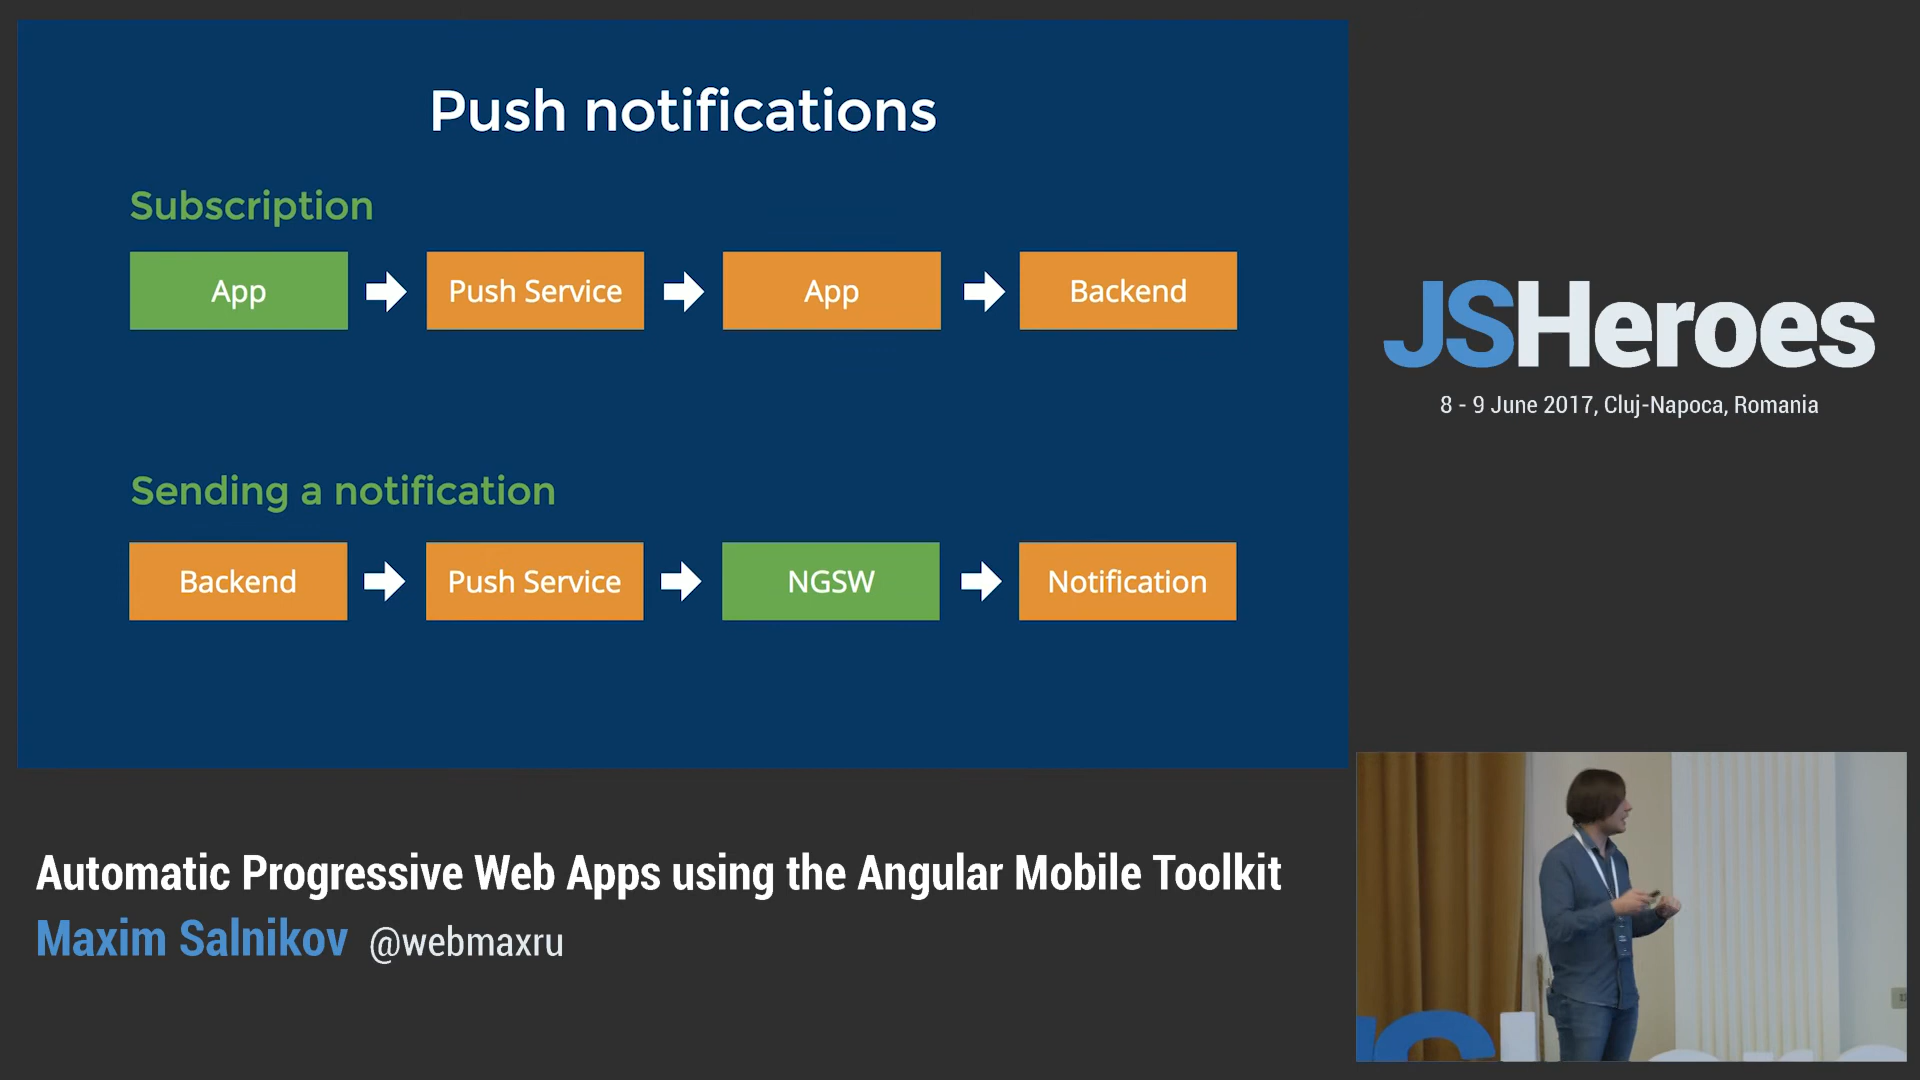 Push notifications
Subscription
App
Push Service
App
Backend
Sending a notification
Backend
Push Service
NGSW
Notification
JSHeroes
8 - 9 June 2017, Cluj-Napoca, Romania
Automatic Progressive Web Apps using the Angular Mobile Toolkit
Maxim Salnikov @webmaxru